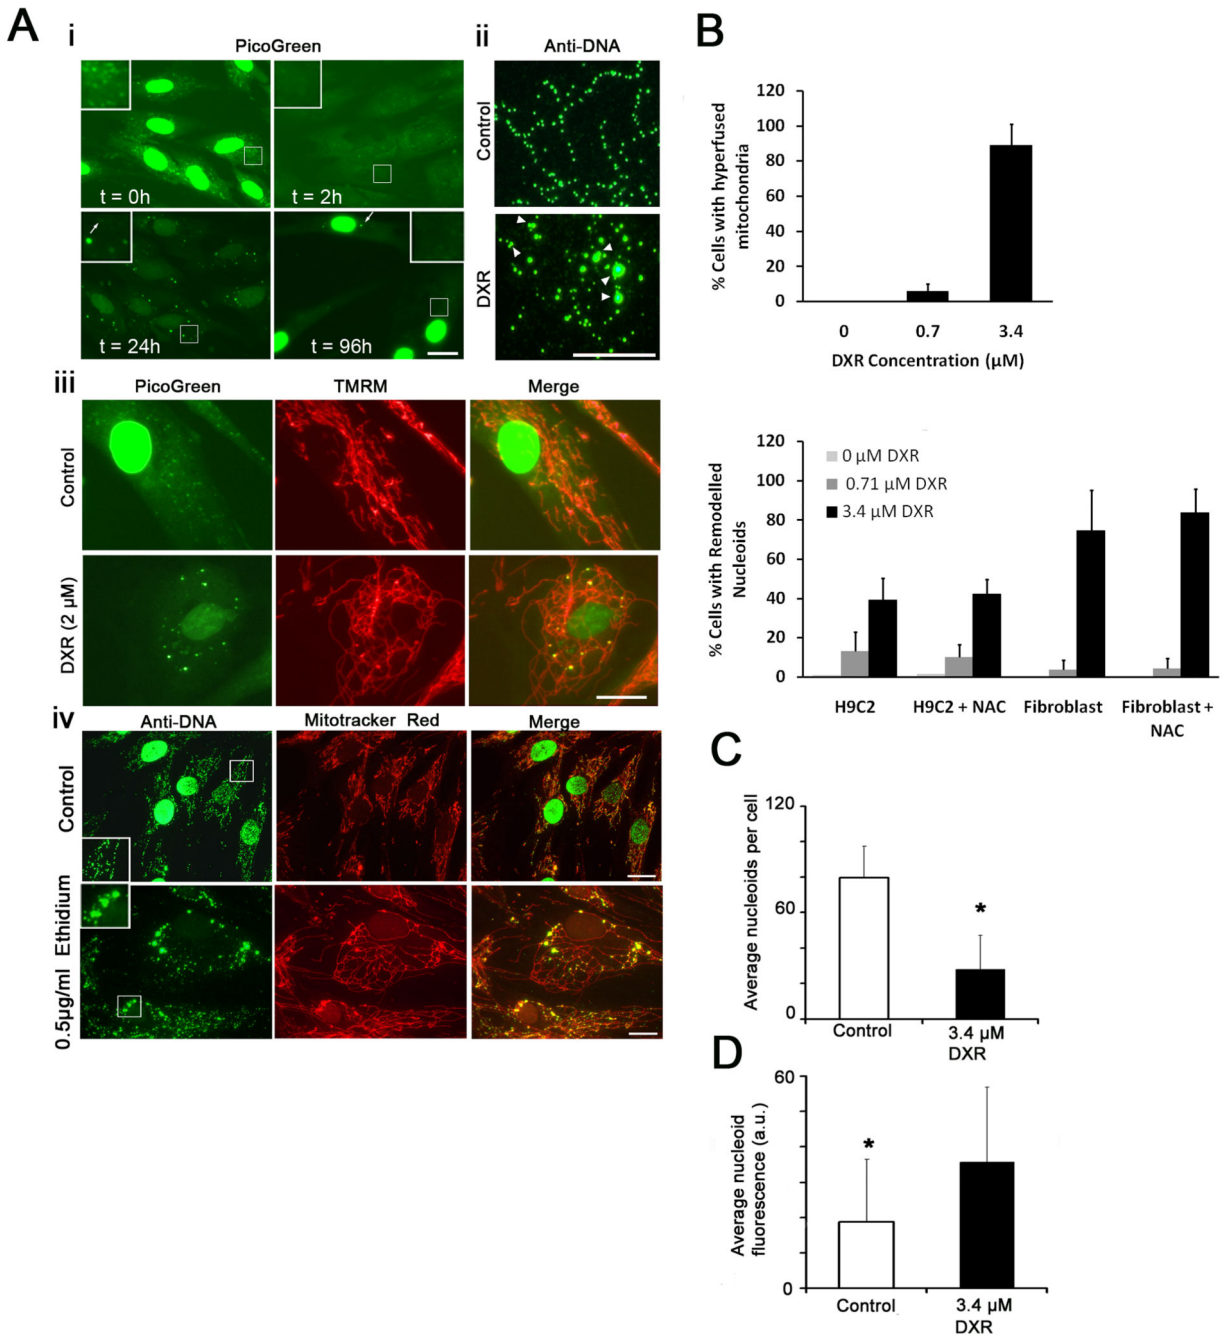 A
i
PicoGreen
t = 0h
t = 2h
t = 24h
t = 96h
ii
Anti-DNA
Control
DXR
iii
PicoGreen
TMRM
Merge
Control
DXR (2 µM)
iv
Anti-DNA
Mitotracker Red
Merge
Control
0.5µg/ml Ethidium
B
% Cells with hyperfused
mitochondria
120
100
80
60
40
20
0
0
0.7
3.4
DXR Concentration (µM)
% Cells with Remodelled
Nucleoids
120
100
80
60
40
20
0
0 µM DXR
0.71 µM DXR
3.4 µM DXR
H9C2
H9C2 + NAC
Fibroblast
Fibroblast +
NAC
C
Average nucleoids per cell
120
60
0
*
Control
3.4 µM
DXR
D
Average nucleoid
fluorescence (a.u.)
60
0
*
Control
3.4 µM
DXR